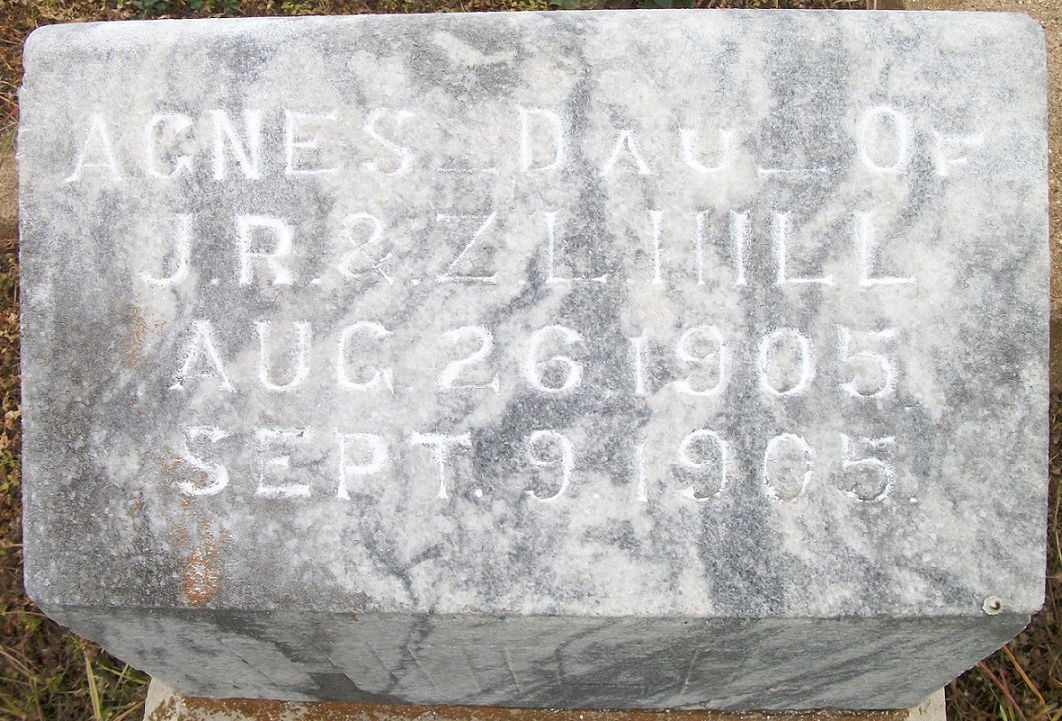 AGNES DAU OF
J.R. & Z L HILL
AUG. 26 1905
SEPT. 9 1905.